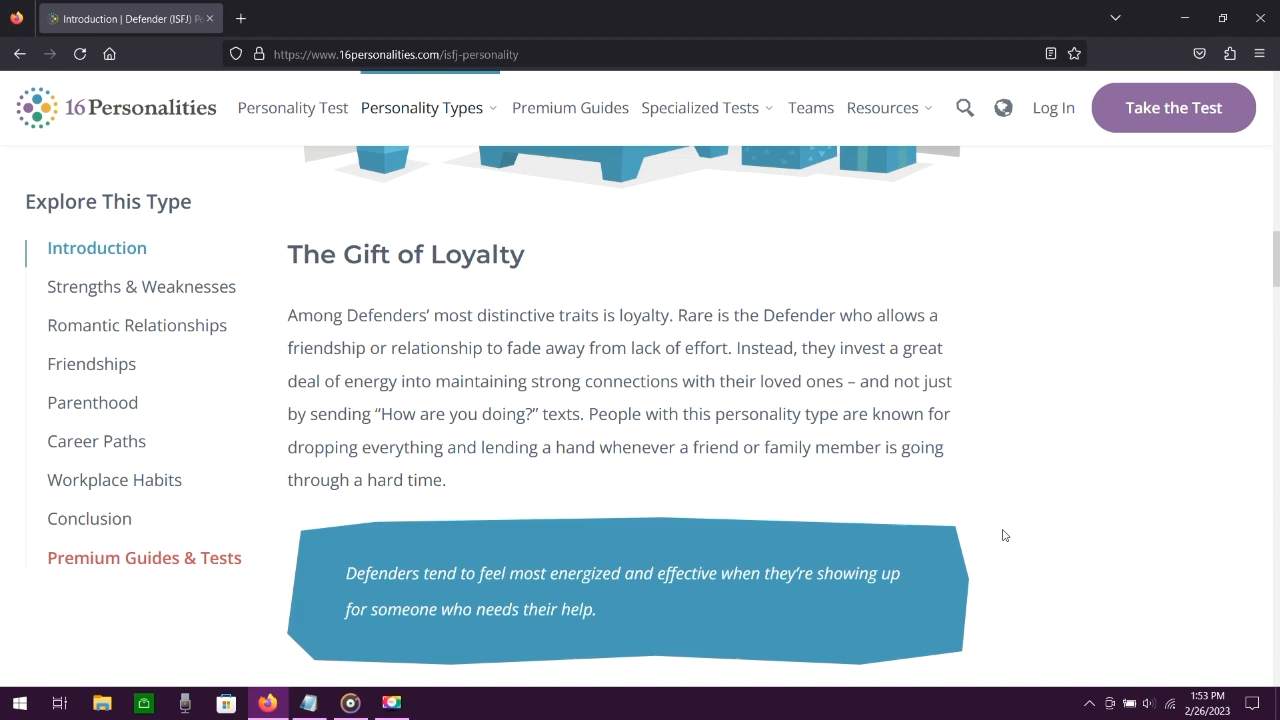 Introduction | Defender (ISFJ) Pe
https://www.16personalities.com/isfj-personality
16Personalities
Personality Test
Personality Types
Premium Guides
Specialized Tests
Teams
Resources
Log In
Take the Test
Explore This Type
Introduction
Strengths & Weaknesses
Romantic Relationships
Friendships
Parenthood
Career Paths
Workplace Habits
Conclusion
Premium Guides & Tests
The Gift of Loyalty
Among Defenders’ most distinctive traits is loyalty. Rare is the Defender who allows a
friendship or relationship to fade away from lack of effort. Instead, they invest a great
deal of energy into maintaining strong connections with their loved ones – and not just
by sending “How are you doing?” texts. People with this personality type are known for
dropping everything and lending a hand whenever a friend or family member is going
through a hard time.
Defenders tend to feel most energized and effective when they’re showing up
for someone who needs their help.
1:53 PM
2/26/2023